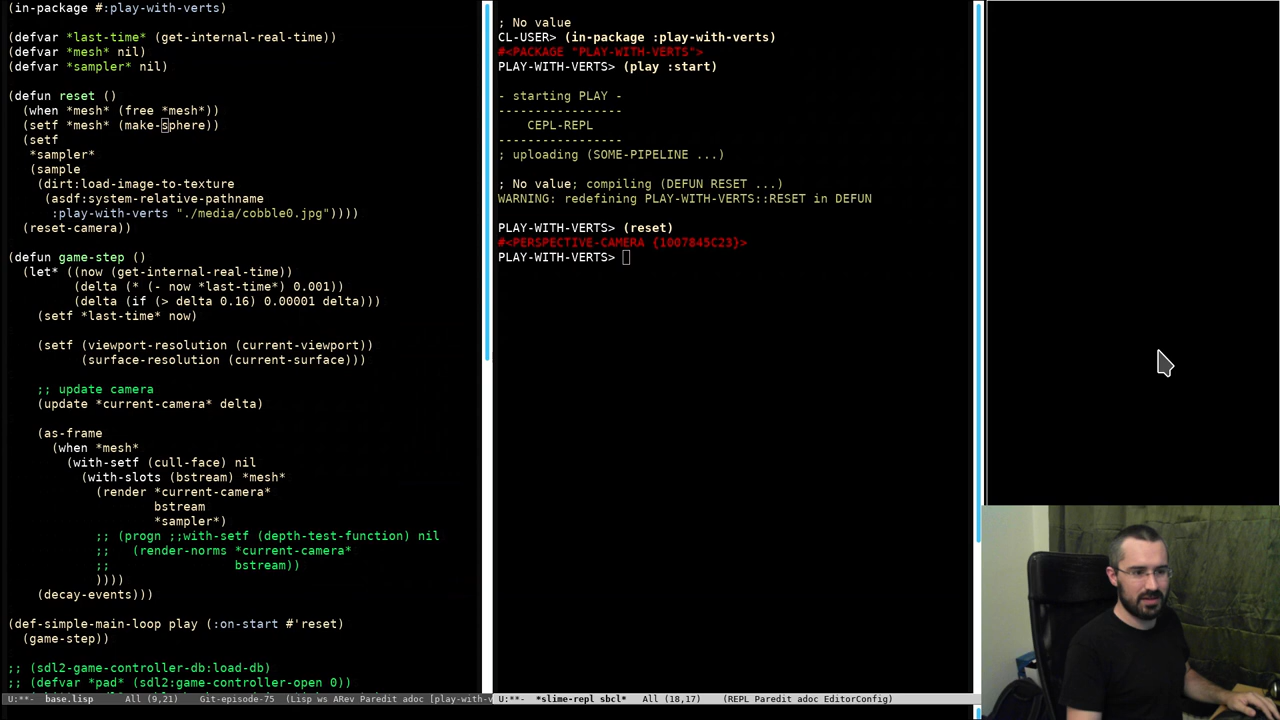 (in-package #:play-with-verts)
(defvar *last-time* (get-internal-real-time))
(defvar *mesh* nil)
(defvar *sampler* nil)
(defun reset ()
(when *mesh* (free *mesh*))
(setf *mesh* (make-sphere))
(setf
*sampler*
(sample
(dirt:load-image-to-texture
(asdf:system-relative-pathname
:play-with-verts "./media/cobble0.jpg"))))
(reset-camera))
(defun game-step ()
(let* ((now (get-internal-real-time))
(delta (* (- now *last-time*) 0.001))
(delta (if (> delta 0.16) 0.00001 delta)))
(setf *last-time* now)
(setf (viewport-resolution (current-viewport))
(surface-resolution (current-surface)))
;; update camera
(update *current-camera* delta)
(as-frame
(when *mesh*
(with-setf (cull-face) nil
(with-slots (bstream) *mesh*
(render *current-camera*
bstream
*sampler*)
;; (progn ;;with-setf (depth-test-function) nil
;;   (render-norms *current-camera*
;;                 bstream))
))))
(decay-events)))
(def-simple-main-loop play (:on-start #'reset)
(game-step))
;; (sdl2-game-controller-db:load-db)
;; (defvar *pad* (sdl2:game-controller-open 0))
U:**-  base.lisp      All (9,21)    Git-episode-75  (Lisp ws ARev Paredit adoc [play-with-v
; No value
CL-USER> (in-package :play-with-verts)
#<PACKAGE "PLAY-WITH-VERTS">
PLAY-WITH-VERTS> (play :start)
- starting PLAY -
-----------------
CEPL-REPL
-----------------
; uploading (SOME-PIPELINE ...)
; No value; compiling (DEFUN RESET ...)
WARNING: redefining PLAY-WITH-VERTS::RESET in DEFUN
PLAY-WITH-VERTS> (reset)
#<PERSPECTIVE-CAMERA {1007845C23}>
PLAY-WITH-VERTS>
U:**-  *slime-repl sbcl*   All (18,17)    (REPL Paredit adoc EditorConfig)